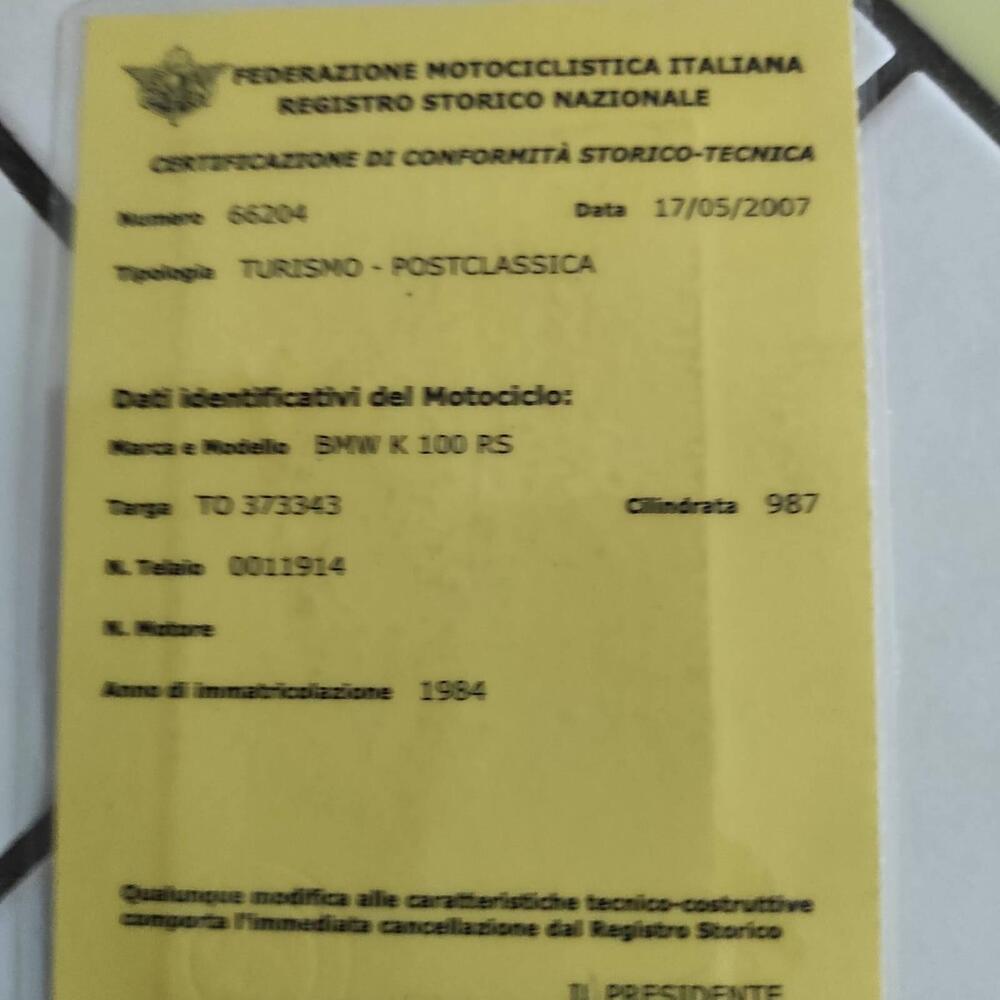 FEDERAZIONE MOTOCICLISTICA ITALIANA
REGISTRO STORICO NAZIONALE
CERTIFICAZIONE DI CONFORMITÀ STORICO-TECNICA
Numero 66204 Data 17/05/2007
Tipologia TURISMO - POSTCLASSICA
Dati identificativi del Motociclo:
Marca e Modello BMW K 100 RS
Targa TO 373343 Cilindrata 987
N. Telaio 0011914
N. Motore
Anno di immatricolazione 1984
Qualunque modifica alle caratteristiche tecnico-costruttive
comporta l'immediata cancellazione dal Registro Storico
IL PRESIDENTE